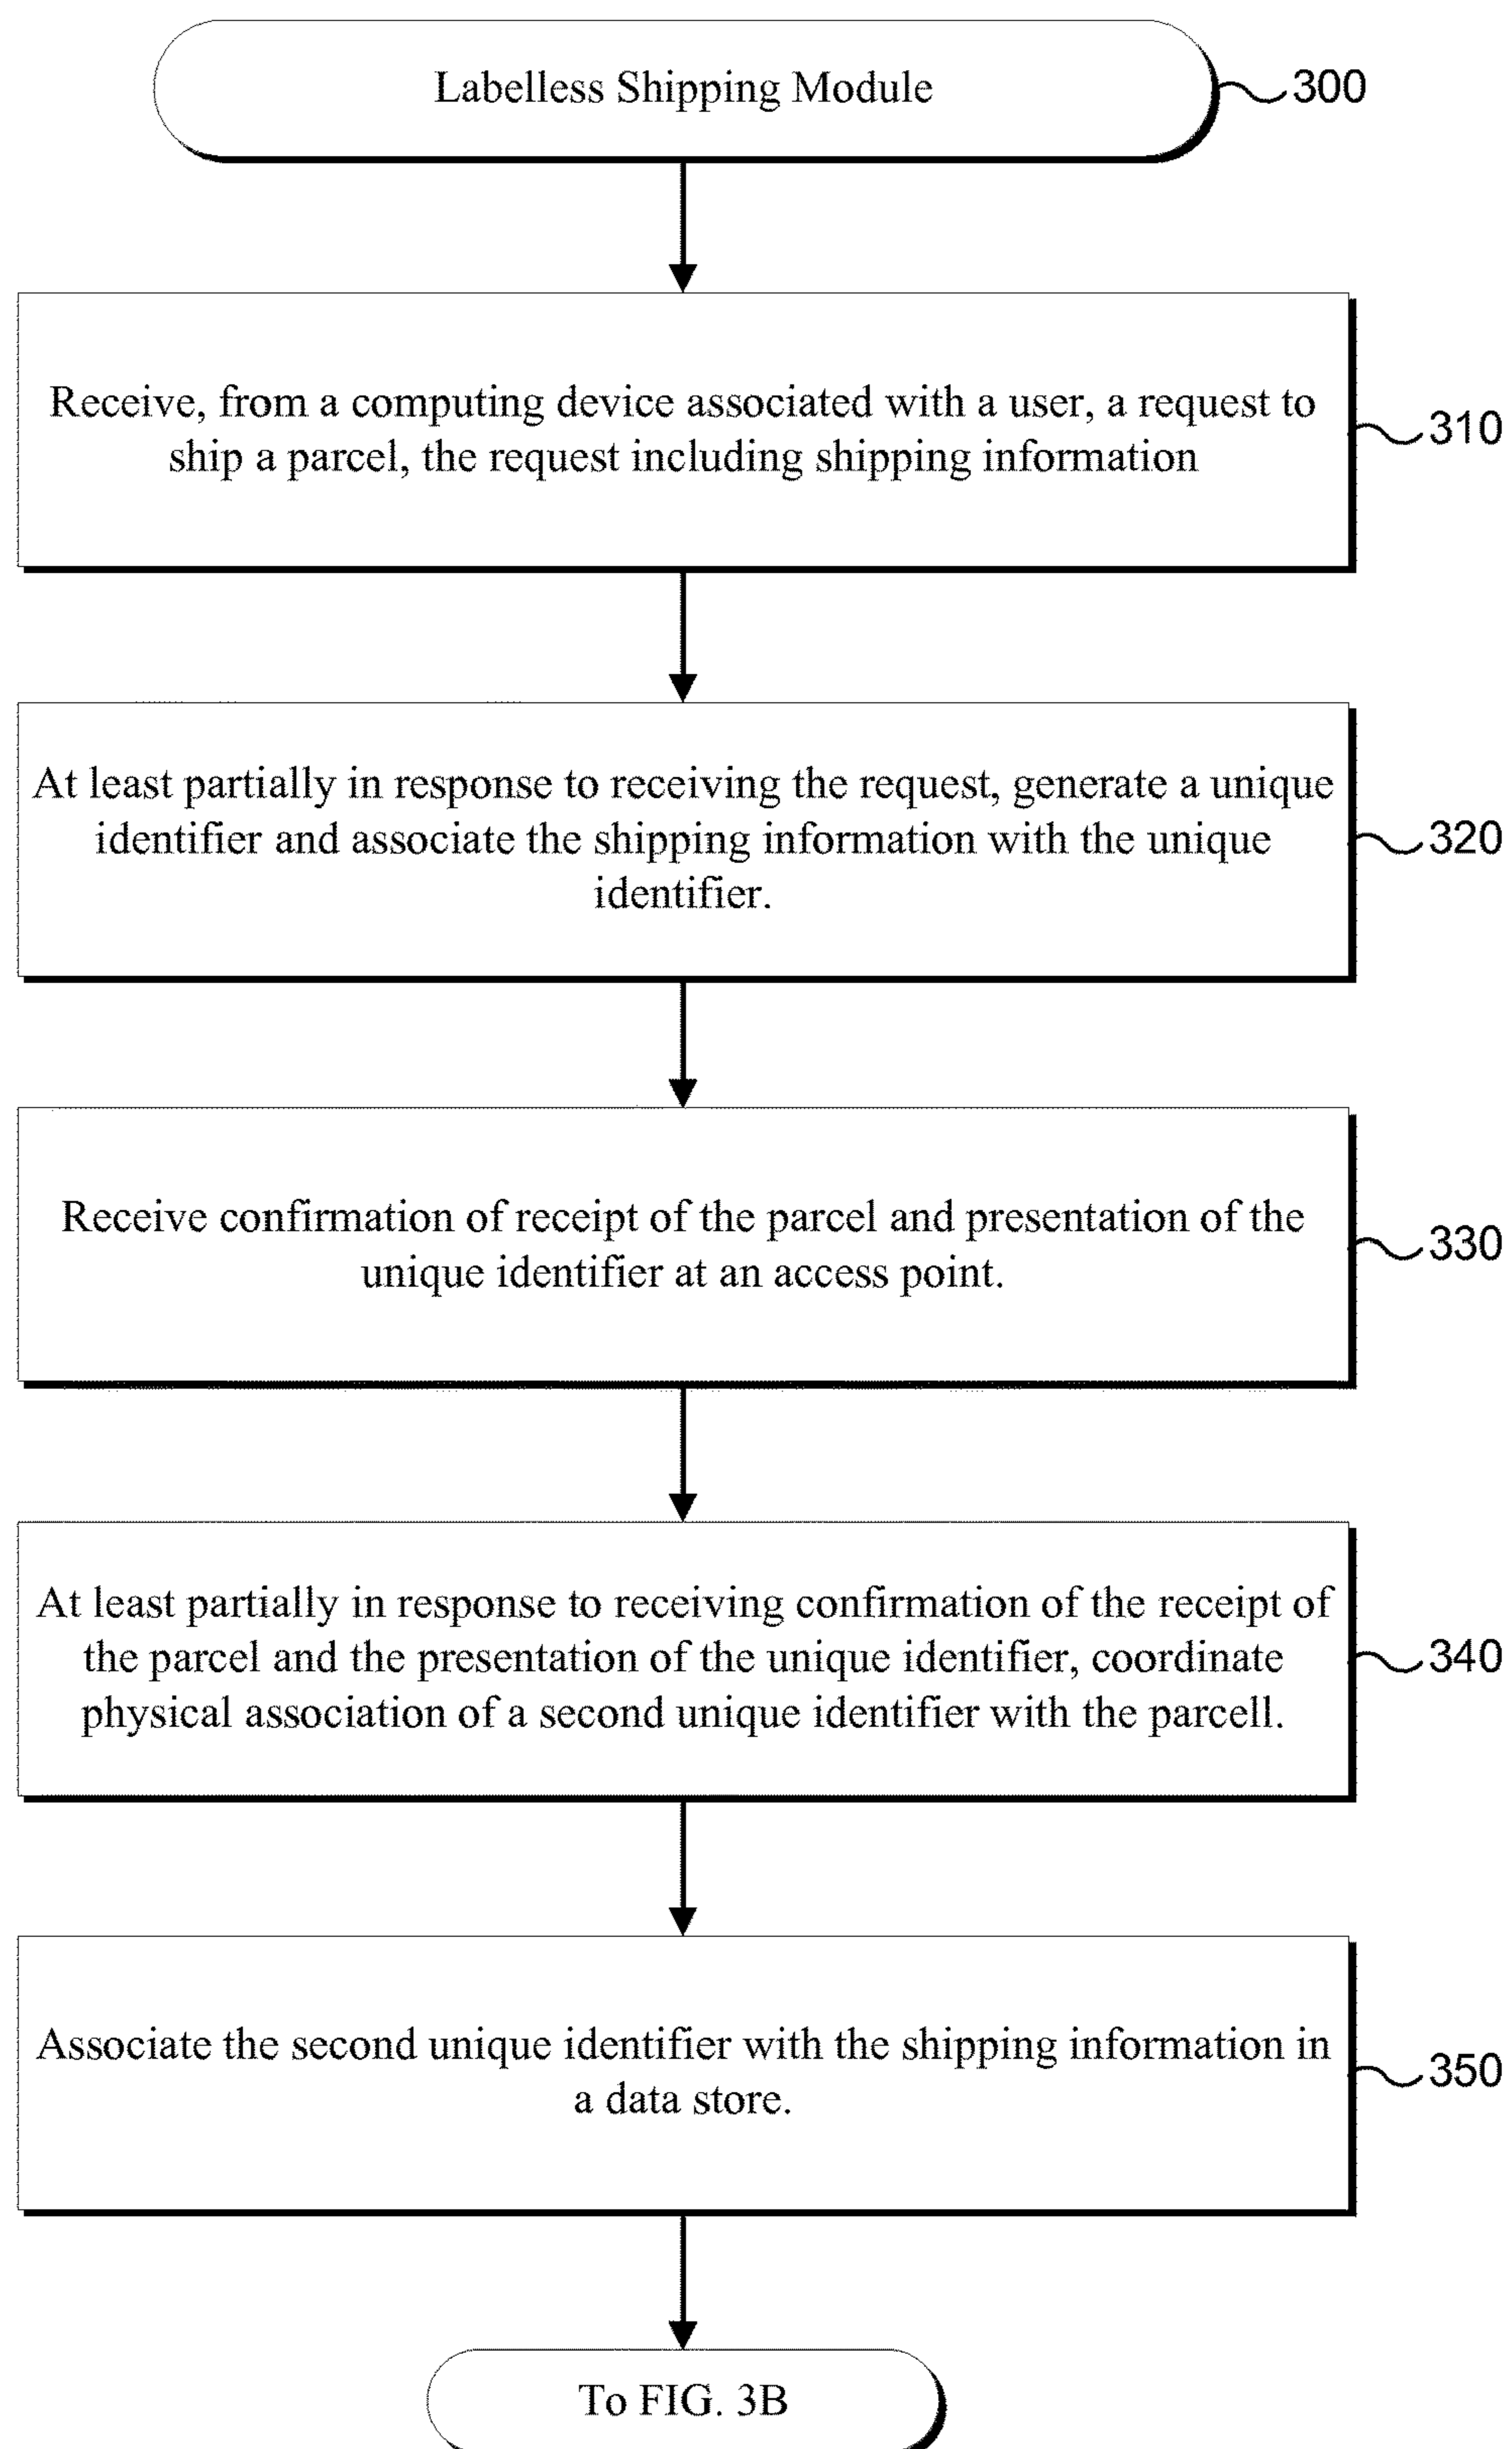 Labelless Shipping Module
300
Receive, from a computing device associated with a user, a request to
ship a parcel, the request including shipping information
310
At least partially in response to receiving the request, generate a unique
identifier and associate the shipping information with the unique
identifier.
320
Receive confirmation of receipt of the parcel and presentation of the
unique identifier at an access point.
330
At least partially in response to receiving confirmation of the receipt of
the parcel and the presentation of the unique identifier, coordinate
physical association of a second unique identifier with the parcell.
340
Associate the second unique identifier with the shipping information in
a data store.
350
To FIG. 3B